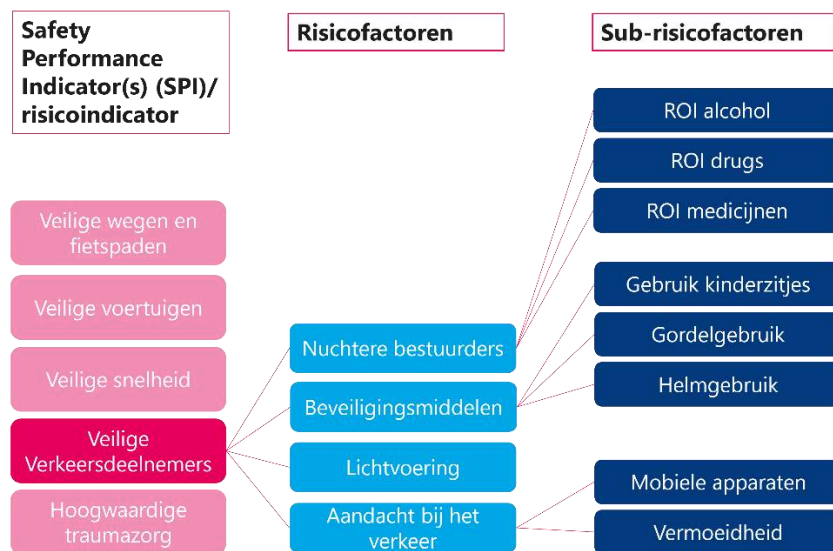 Safety
Performance
Indicator(s) (SPI)/
risicoindicator
Veilige wegen en
fietspaden
Veilige voertuigen
Veilige snelheid
Veilige
Verkeersdeelnemers
Hoogwaardige
traumazorg
Risicofactoren
Nuchtere bestuurders
Beveiligingsmiddelen
Lichtvoering
Aandacht bij het
verkeer
Sub-risicofactoren
ROI alcohol
ROI drugs
ROI medicijnen
Gebruik kinderzitjes
Gordelgebruik
Helmgebruik
Mobiele apparaten
Vermoeidheid